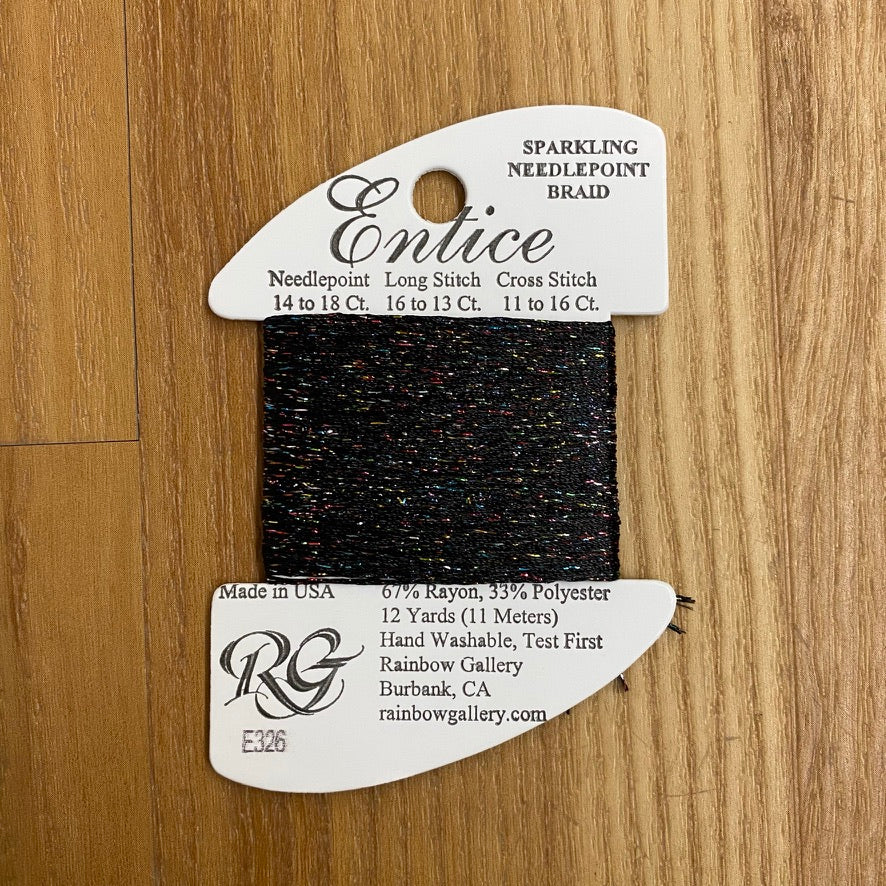 SPARKLING
NEEDLEPOINT
BRAID
Entice
Needlepoint Long Stitch Cross Stitch
14 to 18 Ct. 16 to 13 Ct. 11 to 16 Ct.
Made in USA
67% Rayon, 33% Polyester
12 Yards (11 Meters)
Hand Washable, Test First
Rainbow Gallery
Burbank, CA
rainbowgallery.com
RG
E326